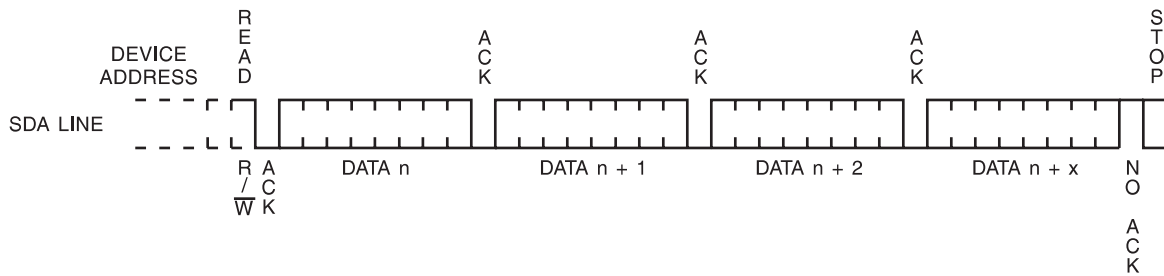 READ
ACK
ACK
ACK
STOP
DEVICE
ADDRESS
SDA LINE
R/W
ACK
DATA n
DATA n + 1
DATA n + 2
DATA n + x
NO ACK